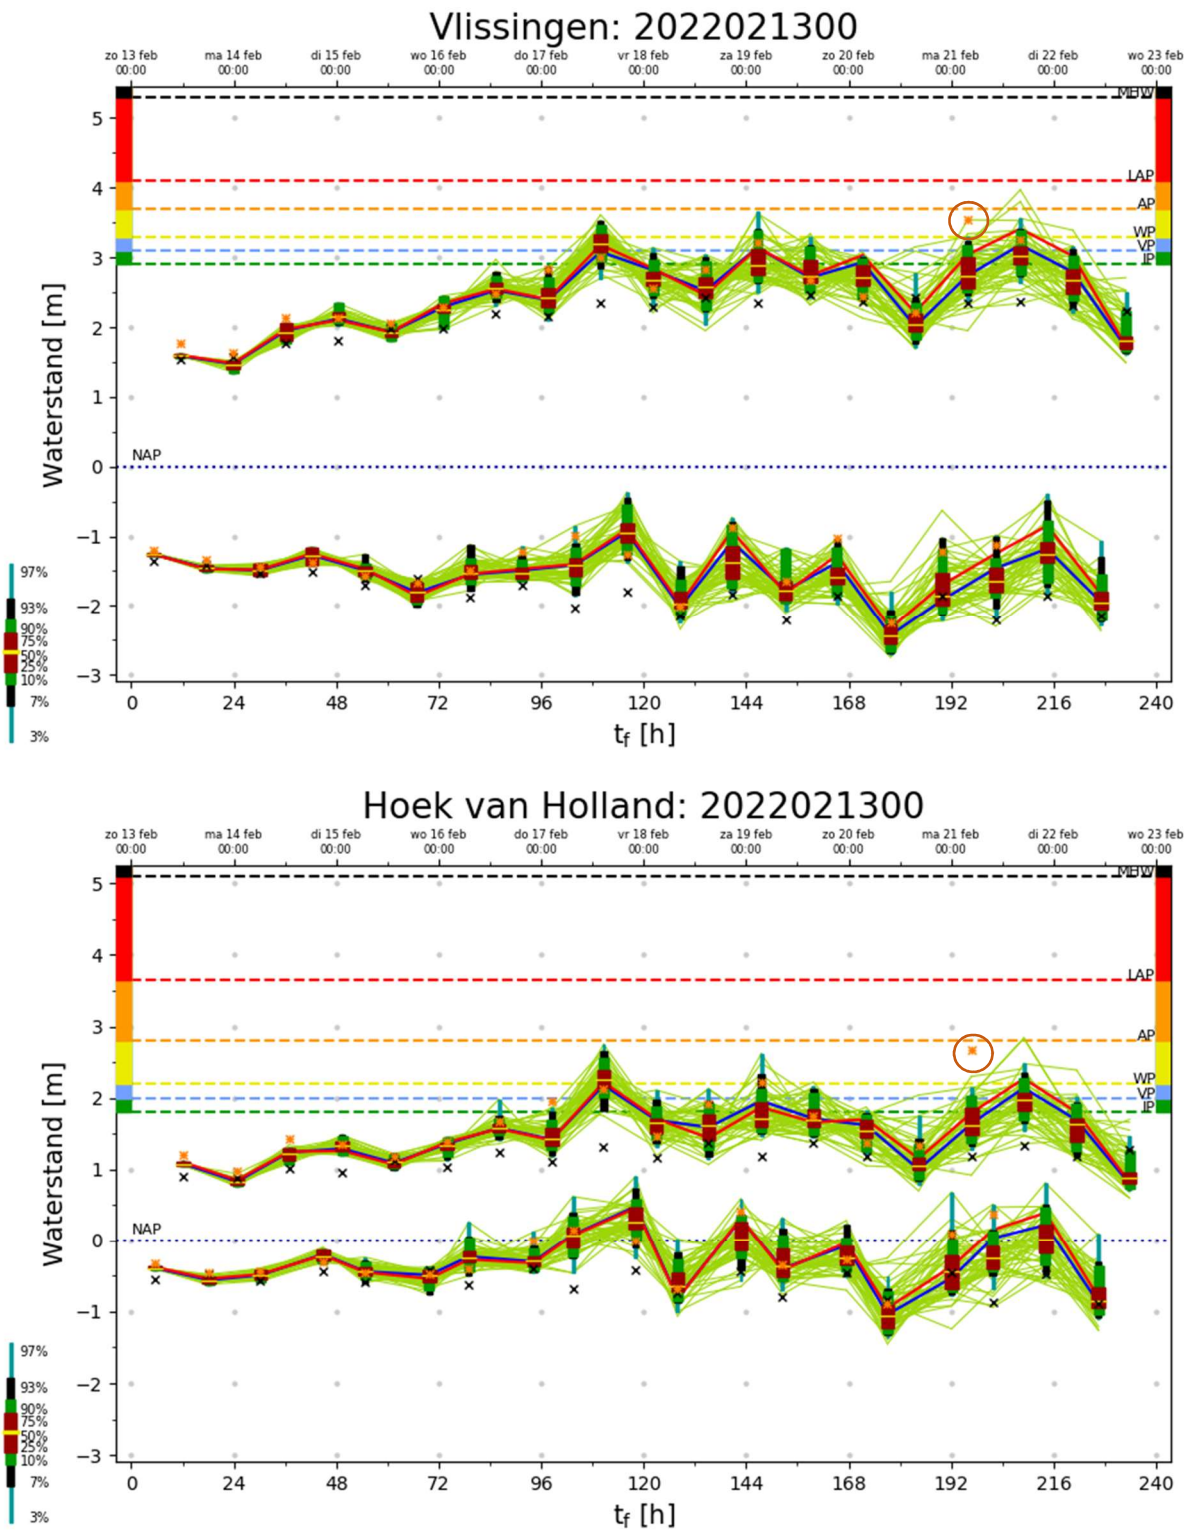 Vlissingen: 2022021300
zo 13 feb ma 14 feb di 15 feb wo 16 feb do 17 feb vr 18 feb za 19 feb zo 20 feb ma 21 feb di 22 feb wo 23 feb
00:00 00:00 00:00 00:00 00:00 00:00 00:00 00:00 00:00 00:00 00:00
MHW
5
LAP
4
AP
WP
VP
IP
3
2
1
NAP
0
−1
−2
−3
Waterstand [m]
97%
93%
90%
75%
50%
25%
10%
7%
3%
0 24 48 72 96 120 144 168 192 216 240
tf [h]
Hoek van Holland: 2022021300
zo 13 feb ma 14 feb di 15 feb wo 16 feb do 17 feb vr 18 feb za 19 feb zo 20 feb ma 21 feb di 22 feb wo 23 feb
00:00 00:00 00:00 00:00 00:00 00:00 00:00 00:00 00:00 00:00 00:00
MHW
5
LAP
4
AP
3
WP
VP
IP
2
1
NAP
0
−1
−2
−3
Waterstand [m]
97%
93%
90%
75%
50%
25%
10%
7%
3%
0 24 48 72 96 120 144 168 192 216 240
tf [h]